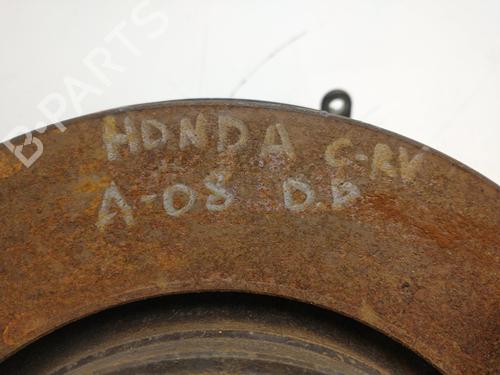 B-PARTS
HONDA C-RV
A-08 D.D